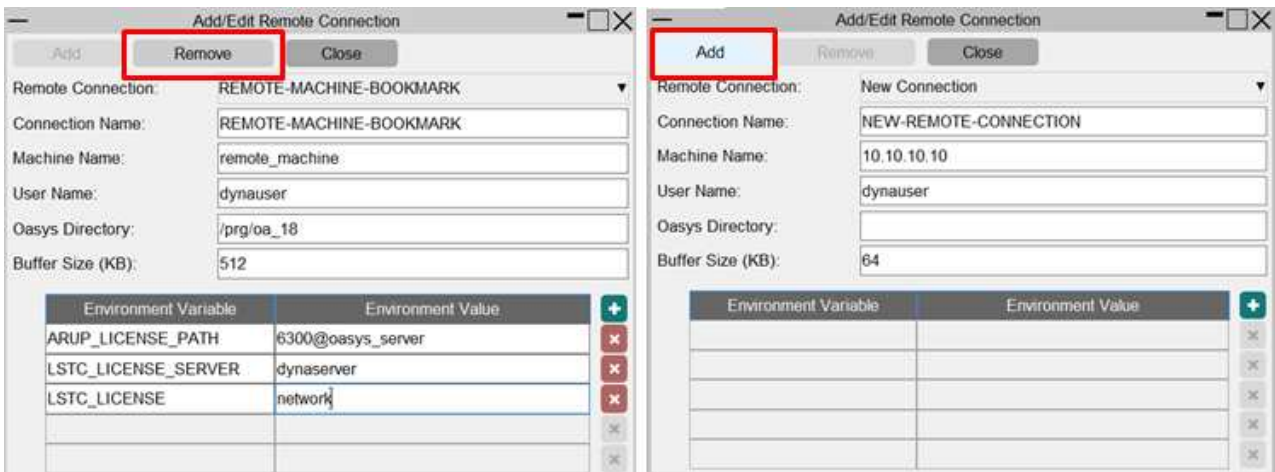 Add/Edit Remote Connection
Add Remove Close
Remote Connection: REMOTE-MACHINE-BOOKMARK
Connection Name: REMOTE-MACHINE-BOOKMARK
Machine Name: remote_machine
User Name: dynauser
Oasys Directory: /prg/oa_18
Buffer Size (KB): 512
Environment Variable Environment Value
ARUP_LICENSE_PATH 6300@oasys_server
LSTC_LICENSE_SERVER dynaserver
LSTC_LICENSE network
Add/Edit Remote Connection
Add Remove Close
Remote Connection: New Connection
Connection Name: NEW-REMOTE-CONNECTION
Machine Name: 10.10.10.10
User Name: dynauser
Oasys Directory:
Buffer Size (KB): 64
Environment Variable Environment Value